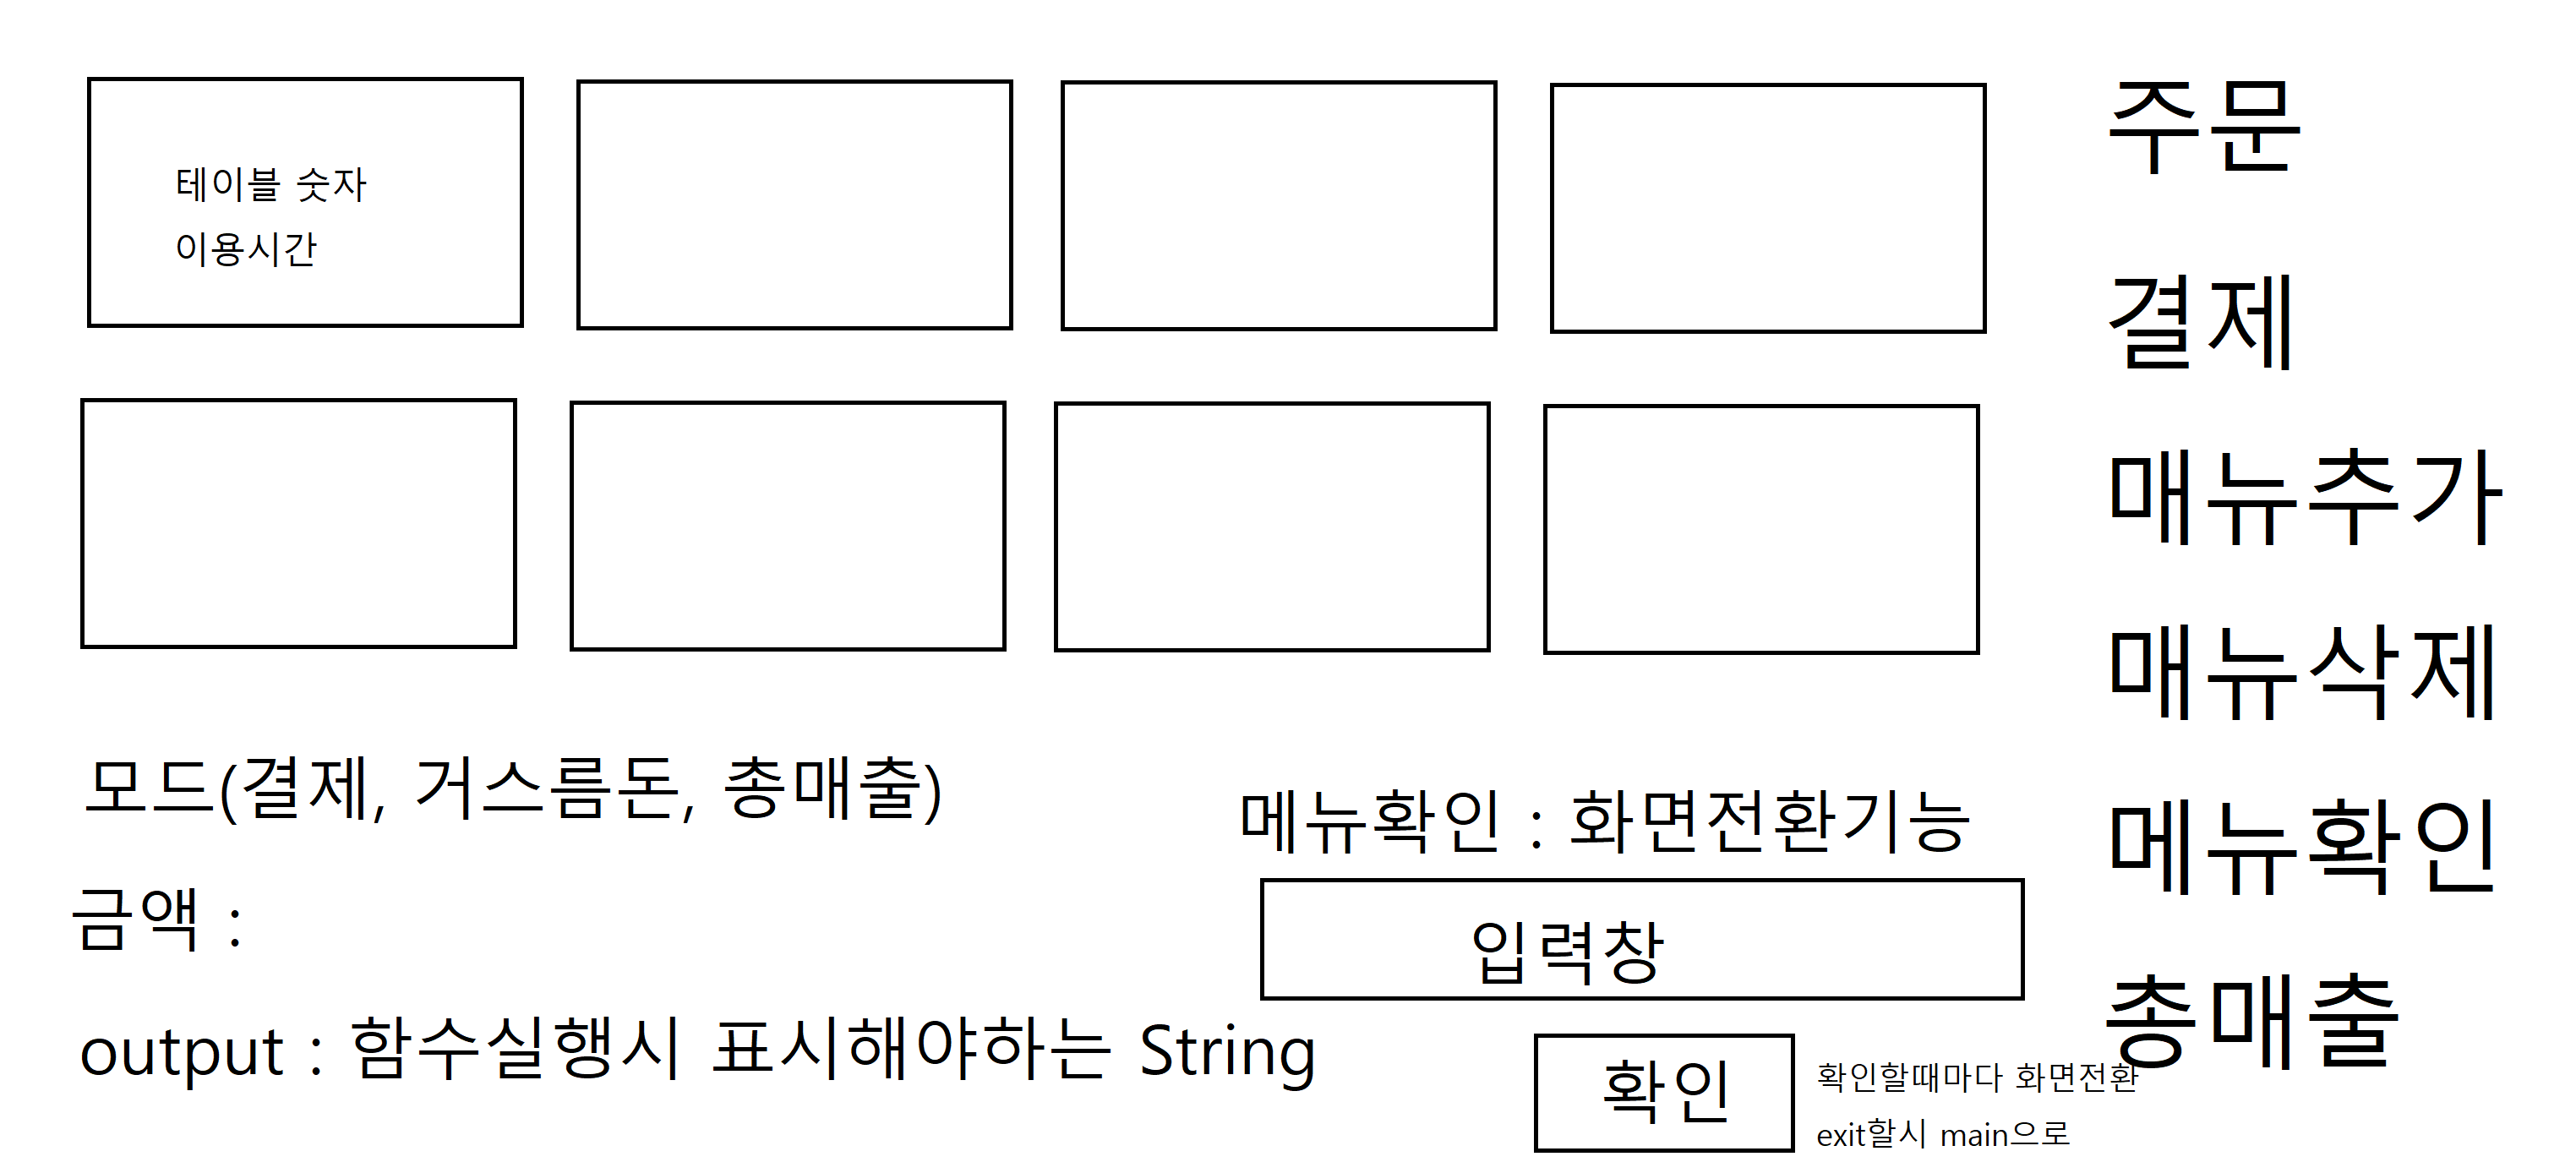 테이블 숫자
이용시간
주문
결제
매뉴추가
매뉴삭제
메뉴확인
총매출
모드(결제, 거스름돈, 총매출)
금액 :
output : 함수실행시 표시해야하는 String
메뉴확인 : 화면전환기능
입력창
확인
확인할때마다 화면전환
exit할시 main으로